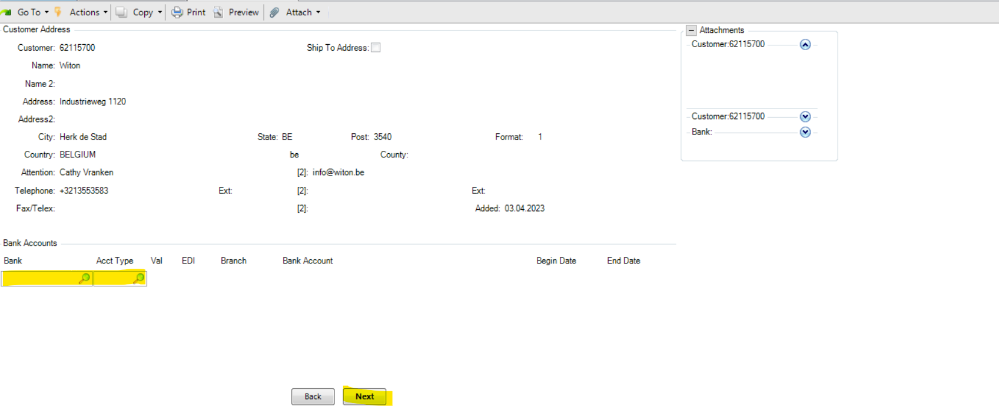 Go To Actions Copy Print Preview Attach
Customer Address
Customer: 62115700 Ship To Address:
Name: Witon
Name 2:
Address: Industrieweg 1120
Address2:
City: Herk de Stad State: BE Post: 3540 Format: 1
Country: BELGIUM be County:
Attention: Cathy Vranken [2]: info@witon.be
Telephone: +3213553583 Ext: [2]: Ext:
Fax/Telex: [2]: Added: 03.04.2023
Attachments
Customer:62115700
Customer:62115700
Bank:
Bank Accounts
Bank Acct Type Val EDI Branch Bank Account Begin Date End Date
Back Next